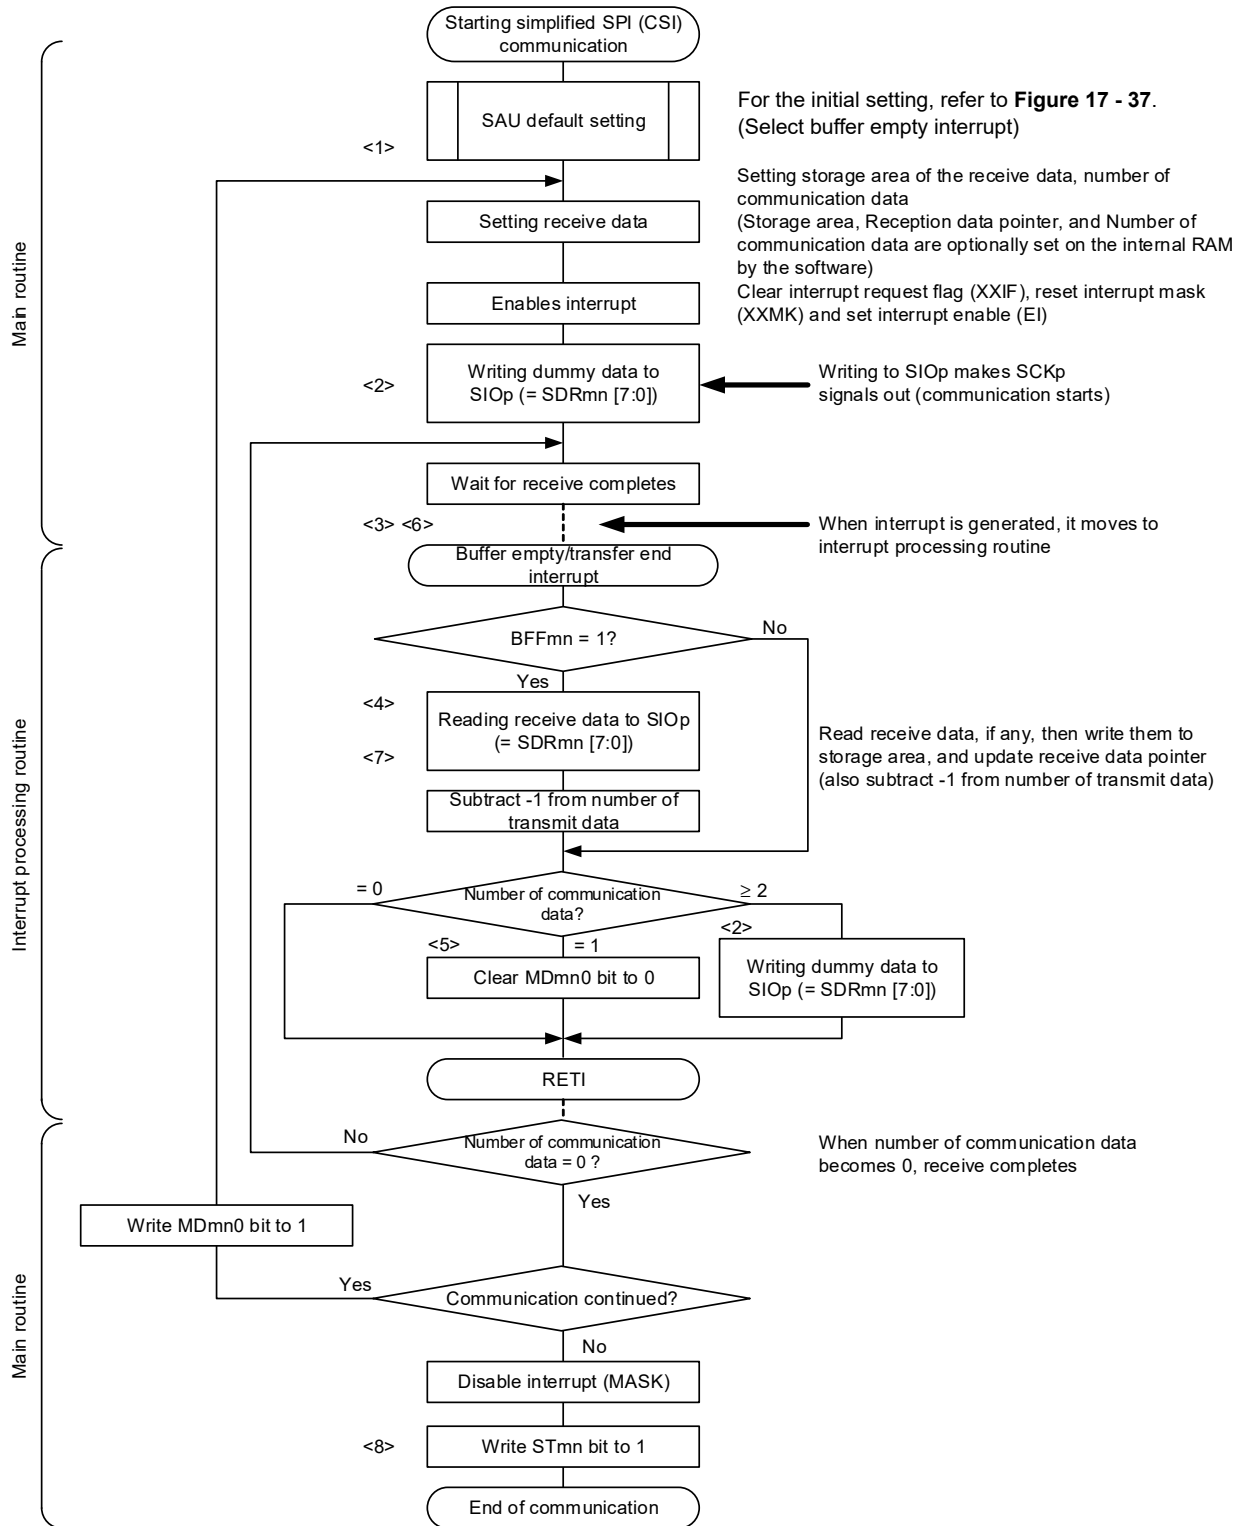 Starting simplified SPI (CSI)
communication
SAU default setting
For the initial setting, refer to Figure 17 - 37.
(Select buffer empty interrupt)
<1>
Setting storage area of the receive data, number of
communication data
(Storage area, Reception data pointer, and Number of
communication data are optionally set on the internal RAM
by the software)
Clear interrupt request flag (XXIF), reset interrupt mask
(XXMK) and set interrupt enable (EI)
Setting receive data
Main routine
Enables interrupt
<2>
Writing dummy data to
SIOp (= SDRmn [7:0])
Writing to SIOp makes SCKp
signals out (communication starts)
Wait for receive completes
<3> <6>
When interrupt is generated, it moves to
interrupt processing routine
Buffer empty/transfer end
interrupt
BFFmn = 1?
No
Yes
<4>
Reading receive data to SIOp
(= SDRmn [7:0])
<7>
Read receive data, if any, then write them to
storage area, and update receive data pointer
(also subtract -1 from number of transmit data)
Interrupt processing routine
Subtract -1 from number of
transmit data
= 0
Number of communication
data?
≥ 2
<5>
= 1
<2>
Clear MDmn0 bit to 0
Writing dummy data to
SIOp (= SDRmn [7:0])
RETI
No
Number of communication
data = 0 ?
When number of communication data
becomes 0, receive completes
Yes
Write MDmn0 bit to 1
Yes
Communication continued?
No
Main routine
Disable interrupt (MASK)
<8>
Write STmn bit to 1
End of communication